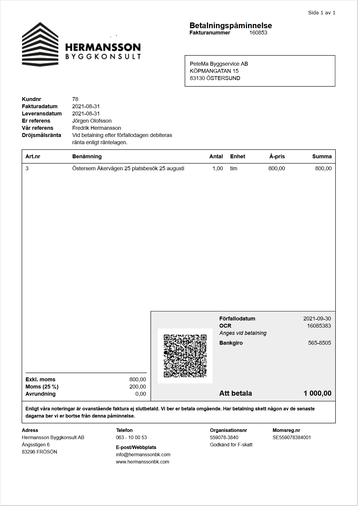 Sida 1 av 1
HERMANSSON
BYGGKONSULT
Betalningspåminnelse
Fakturanummer 160853
PeteMa Byggservice AB
KÖPMANGATAN 15
83130 ÖSTERSUND
Kundnr 78
Fakturadatum 2021-08-31
Leveransdatum 2021-08-31
Er referens Jörgen Olofsson
Vår referens Fredrik Hermansson
Dröjsmålsränta Vid betalning efter förfallodagen debiteras
ränta enligt räntelagen.
Art.nr Benämning Antal Enhet À-pris Summa
3 Östersem Åkervägen 25 platsbesök 25 augusti 1,00 tim 800,00 800,00
Förfallodatum 2021-09-30
OCR 16085383
Anges vid betalning
Bankgiro 565-8505
Exkl. moms 800,00
Moms (25 %) 200,00
Avrundning 0,00
Att betala 1 000,00
Enligt våra noteringar är ovanstående faktura ej slutbetald. Vi ber er betala omgående. Har betalning skett någon av de senaste
dagarna ber vi er bortse från denna påminnelse.
Adress Telefon Organisationsnr Momsreg.nr
Hermansson Byggkonsult AB 063 - 10 00 53 559078-3840 SE559078384001
Ängsstigen 6 Godkänd för F-skatt
83296 FRÖSÖN E-post/Webbplats
info@hermanssonbk.com
www.hermanssonbk.com